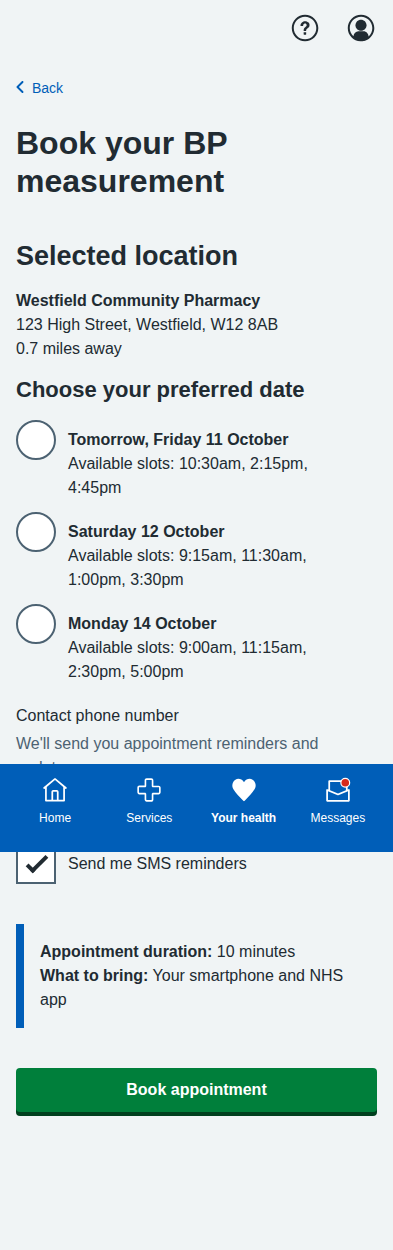 Back
Book your BP
measurement
Selected location
Westfield Community Pharmacy
123 High Street, Westfield, W12 8AB
0.7 miles away
Choose your preferred date
Tomorrow, Friday 11 October
Available slots: 10:30am, 2:15pm,
4:45pm
Saturday 12 October
Available slots: 9:15am, 11:30am,
1:00pm, 3:30pm
Monday 14 October
Available slots: 9:00am, 11:15am,
2:30pm, 5:00pm
Contact phone number
We'll send you appointment reminders and
Home
Services
Your health
Messages
Send me SMS reminders
Appointment duration: 10 minutes
What to bring: Your smartphone and NHS
app
Book appointment